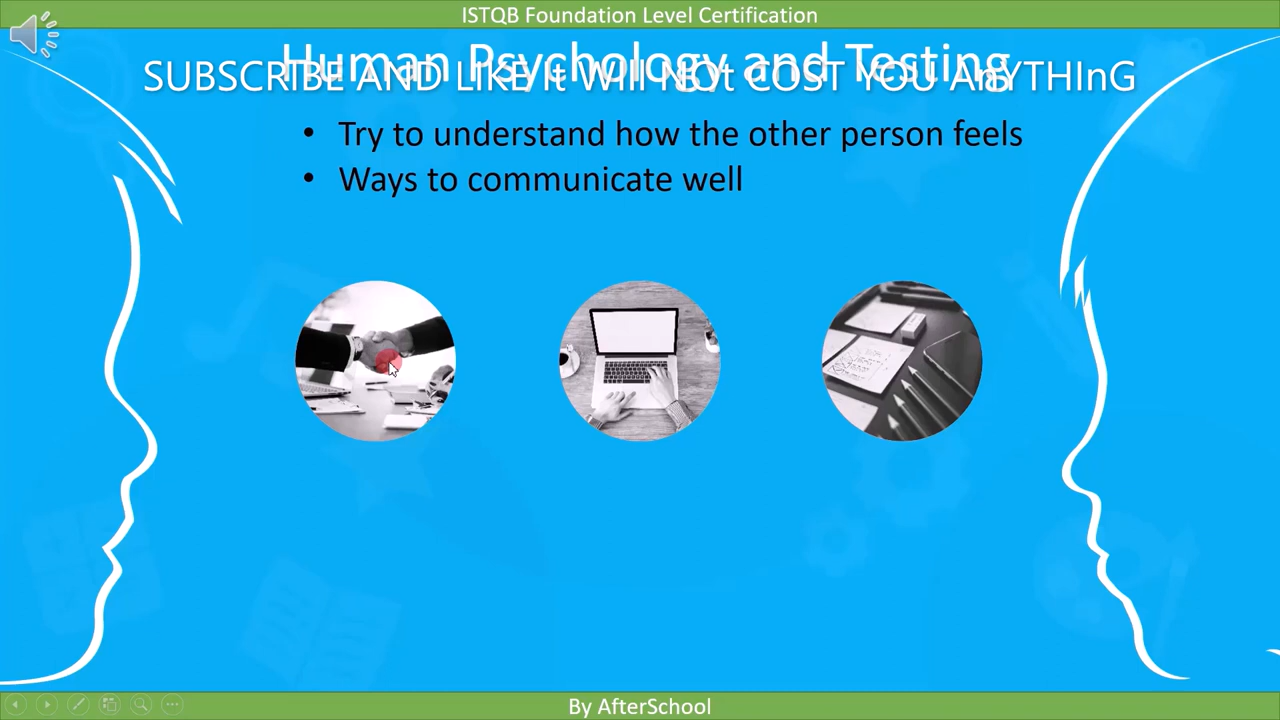 ISTQB Foundation Level Certification
Human Psychology and Testing
SUBSCRIBE AND LIKE It WIll NOt COST YOU AnYTHInG
• Try to understand how the other person feels
• Ways to communicate well
By AfterSchool